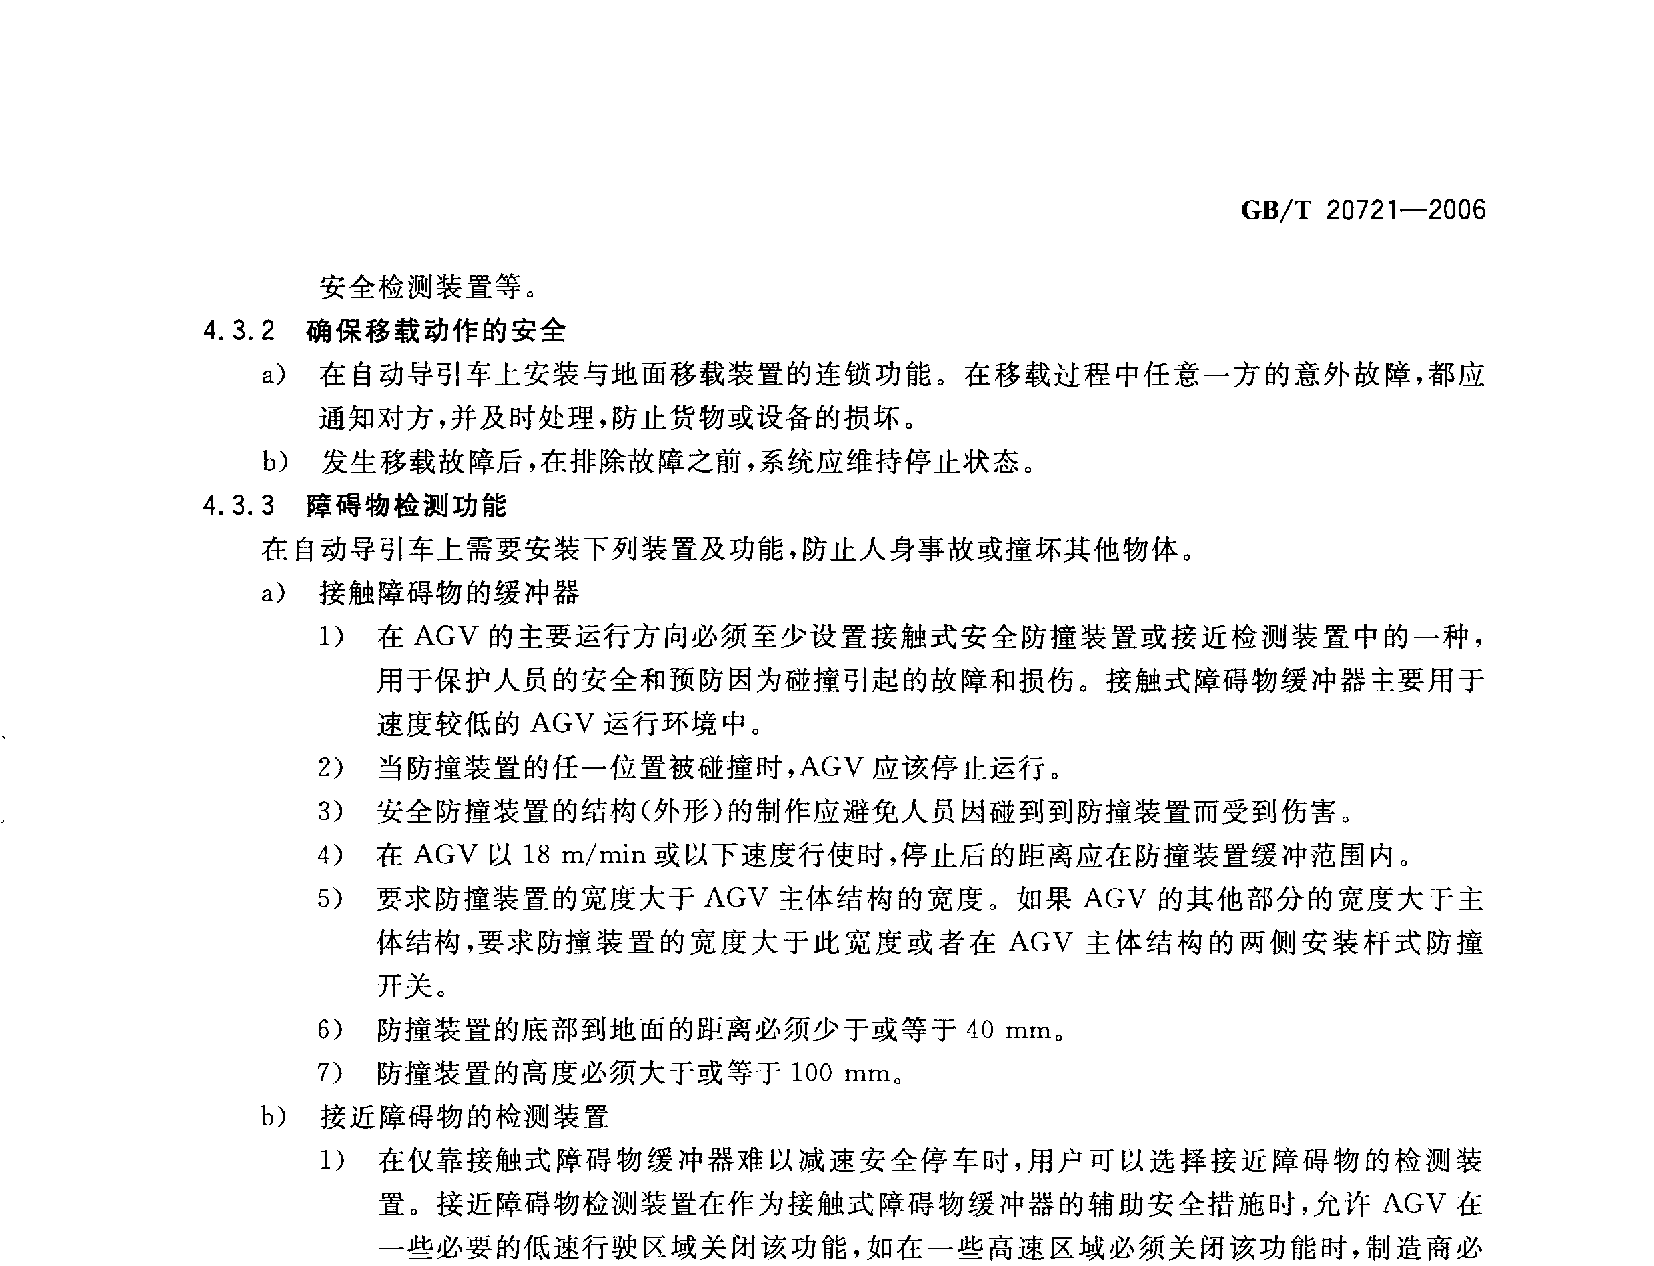 GB/T 20721—2006
安全检测装置等。
4.3.2 确保移载动作的安全
a) 在自动导引车上安装与地面移载装置的连锁功能。在移载过程中任意一方的意外故障,都应
通知对方,并及时处理,防止货物或设备的损坏。
b) 发生移载故障后,在排除故障之前,系统应维持停止状态。
4.3.3 障碍物检测功能
在自动导引车上需要安装下列装置及功能,防止人身事故或撞坏其他物体。
a) 接触障碍物的缓冲器
1) 在 AGV 的主要运行方向必须至少设置接触式安全防撞装置或接近检测装置中的一种,
用于保护人员的安全和预防因为碰撞引起的故障和损伤。接触式障碍物缓冲器主要用于
速度较低的 AGV 运行环境中。
2) 当防撞装置的任一位置被碰撞时,AGV 应该停止运行。
3) 安全防撞装置的结构(外形)的制作应避免人员因碰到到防撞装置而受到伤害。
4) 在 AGV 以 18 m/min 或以下速度行使时,停止后的距离应在防撞装置缓冲范围内。
5) 要求防撞装置的宽度大于 AGV 主体结构的宽度。如果 AGV 的其他部分的宽度大于主
体结构,要求防撞装置的宽度大于此宽度或者在 AGV 主体结构的两侧安装杆式防撞
开关。
6) 防撞装置的底部到地面的距离必须少于或等于 40 mm。
7) 防撞装置的高度必须大于或等于 100 mm。
b) 接近障碍物的检测装置
1) 在仅靠接触式障碍物缓冲器难以减速安全停车时,用户可以选择接近障碍物的检测装
置。接近障碍物检测装置在作为接触式障碍物缓冲器的辅助安全措施时,允许 AGV 在
一些必要的低速行驶区域关闭该功能,如在一些高速区域必须关闭该功能时,制造商必